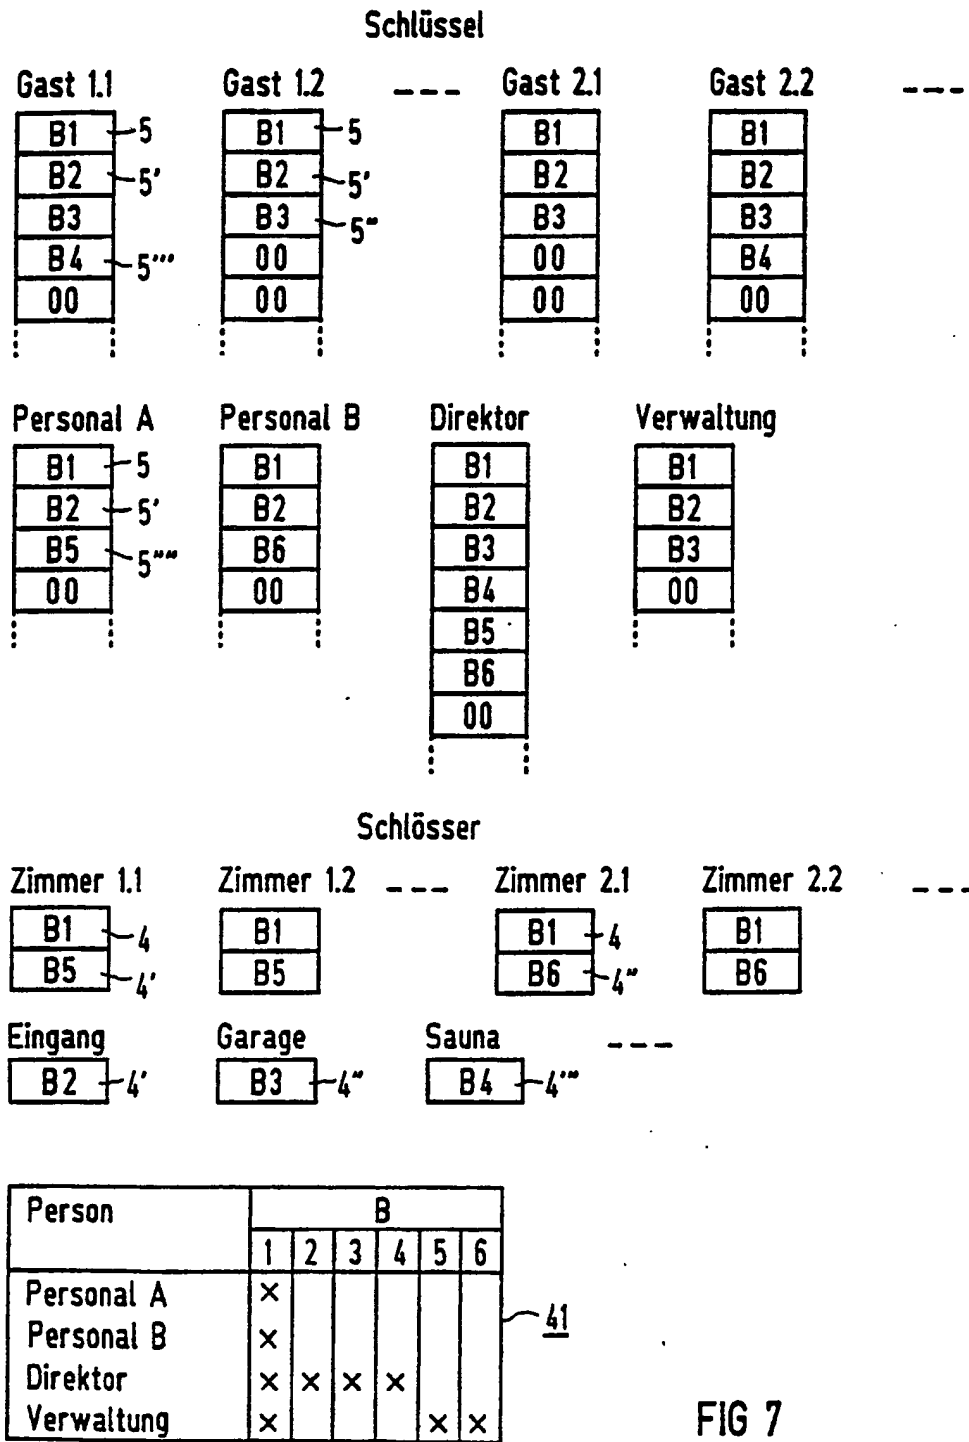 Schlüssel
Gast 1.1 Gast 1.2 --- Gast 2.1 Gast 2.2 ---
B1 5 B1 5 B1 B1
B2 5' B2 5' B2 B2
B3 B3 5" B3 B3
B4 5''' 00 00 B4
00 00 00 00
Personal A Personal B Direktor Verwaltung
B1 5 B1 B1 B1
B2 5' B2 B2 B2
B5 5"" B6 B3 B3
00 00 B4 00
B5
B6
00
Schlösser
Zimmer 1.1 Zimmer 1.2 --- Zimmer 2.1 Zimmer 2.2 ---
B1 4 B1 B1 4 B1
B5 4' B5 B6 4" B6
Eingang Garage Sauna ---
B2 4' B3 4" B4 4'''
Person B
1 2 3 4 5 6
Personal A ×
Personal B ×
Direktor × × × ×
Verwaltung × × ×
41
FIG 7